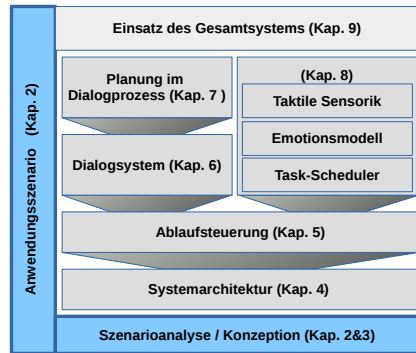 Anwendungsszenario (Kap. 2)
Einsatz des Gesamtsystems (Kap. 9)
Planung im
Dialogprozess (Kap. 7 )
(Kap. 8)
Taktile Sensorik
Emotionsmodell
Dialogsystem (Kap. 6)
Task-Scheduler
Ablaufsteuerung (Kap. 5)
Systemarchitektur (Kap. 4)
Szenarioanalyse / Konzeption (Kap. 2&3)